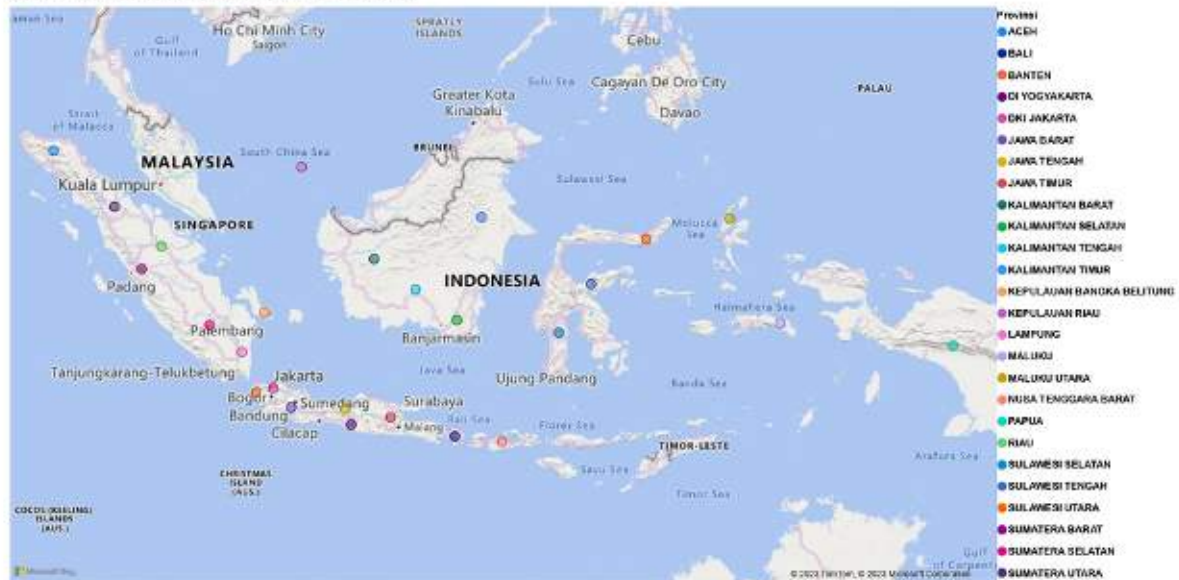 Ho Chi Minh City
Saigon
SPRATLY
ISLANDS
Cebu
Gulf
of Thailand
Sulu Sea
Cagayan De Oro City
PALAU
Greater Kota
Kinabalu
Davao
Strait
of Malacca
BRUNEI
MALAYSIA
South China Sea
Sulawesi Sea
Kuala Lumpur
SINGAPORE
Molucca
Sea
INDONESIA
Padang
Halmahera Sea
Palembang
Banjarmasin
Tanjungkarang-Telukbetung
Jakarta
Java Sea
Ujung Pandang
Banda Sea
Bogor
Sumedang
Surabaya
Bandung
Cilacap
Malang
Bali Sea
Flores Sea
TIMOR-LESTE
Arafura Sea
CHRISTMAS
ISLAND
(AUS.)
Savu Sea
Timor Sea
COCOS (KEELING)
ISLANDS
(AUS.)
Gulf
of Carpent
Microsoft Bing
© 2023 TomTom, © 2023 Microsoft Corporation
Provinsi
ACEH
BALI
BANTEN
DI YOGYAKARTA
DKI JAKARTA
JAWA BARAT
JAWA TENGAH
JAWA TIMUR
KALIMANTAN BARAT
KALIMANTAN SELATAN
KALIMANTAN TENGAH
KALIMANTAN TIMUR
KEPULAUAN BANGKA BELITUNG
KEPULAUAN RIAU
LAMPUNG
MALUKU
MALUKU UTARA
NUSA TENGGARA BARAT
PAPUA
RIAU
SULAWESI SELATAN
SULAWESI TENGAH
SULAWESI UTARA
SUMATERA BARAT
SUMATERA SELATAN
SUMATERA UTARA